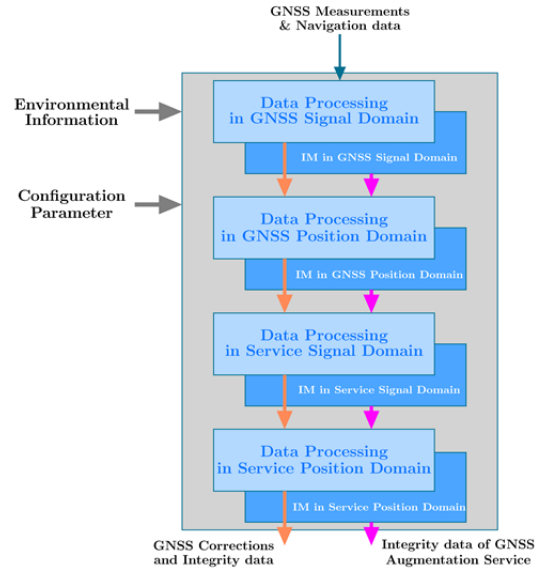 GNSS Measurements
& Navigation data
Environmental
Information
Data Processing
in GNSS Signal Domain
IM in GNSS Signal Domain
Configuration
Parameter
Data Processing
in GNSS Position Domain
IM in GNSS Position Domain
Data Processing
in Service Signal Domain
IM in Service Signal Domain
Data Processing
in Service Position Domain
IM in Service Position Domain
GNSS Corrections
and Integrity data
Integrity data of GNSS
Augmentation Service